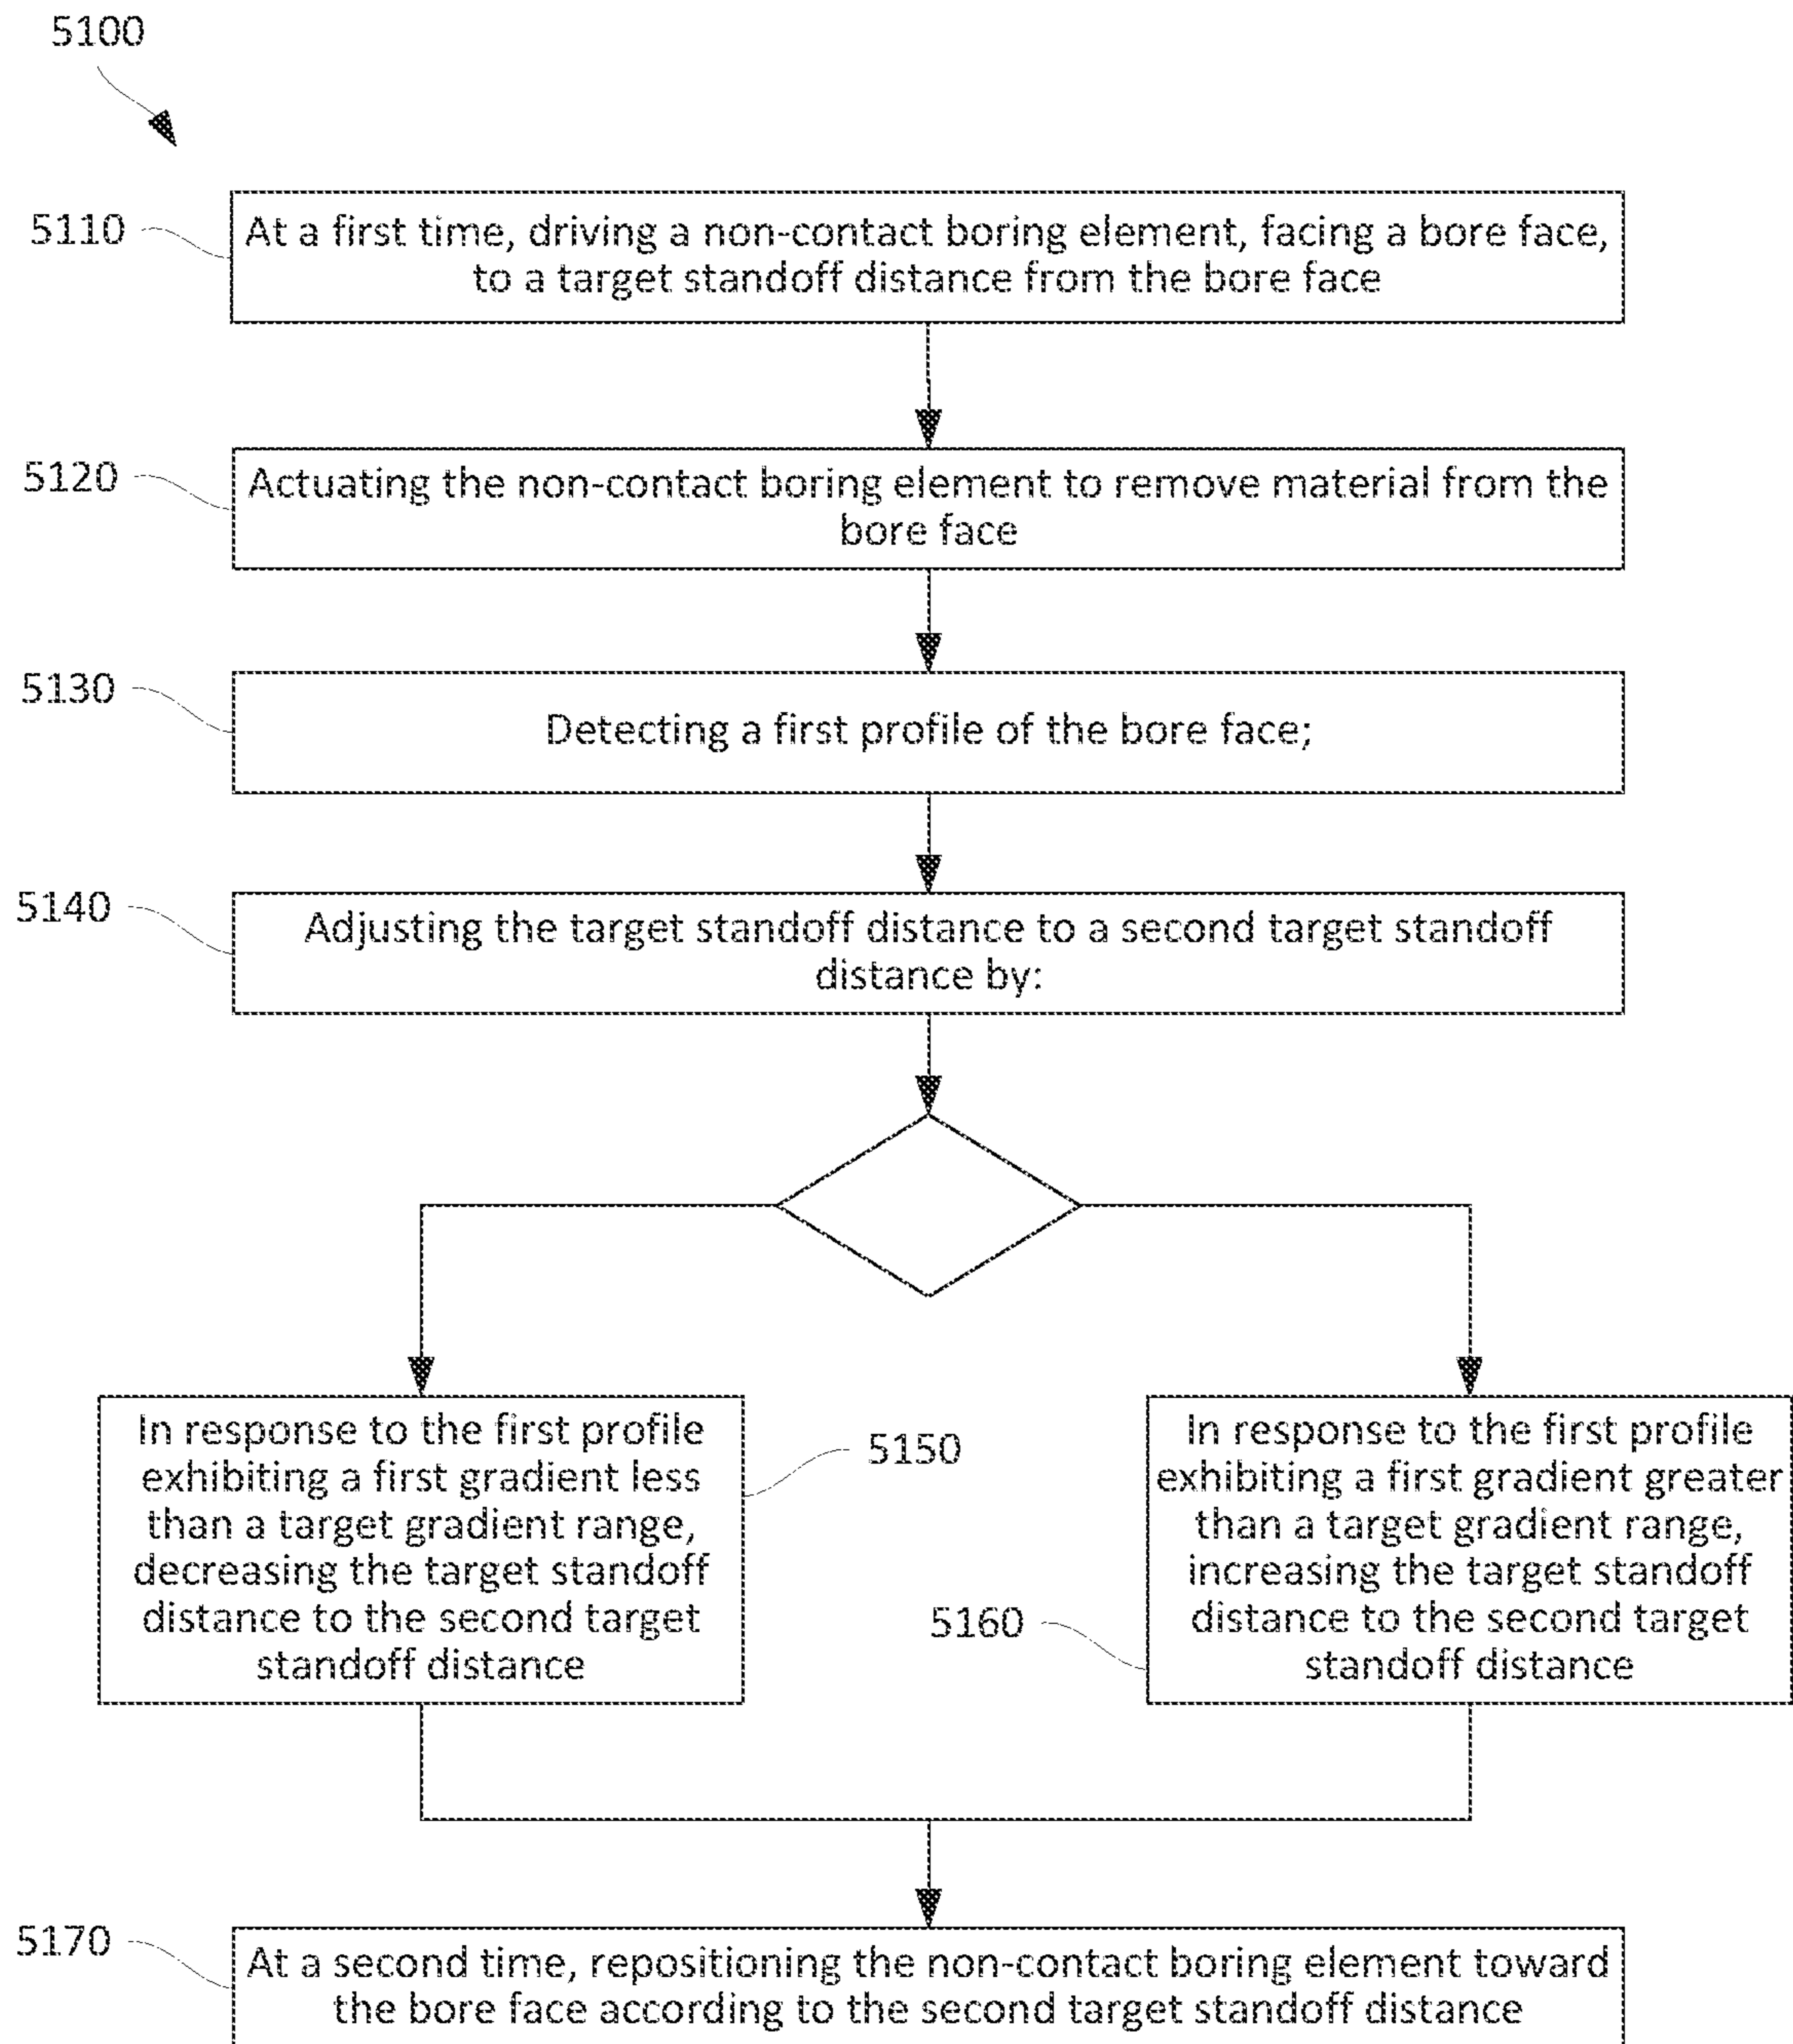 5100
5110
At a first time, driving a non-contact boring element, facing a bore face,
to a target standoff distance from the bore face
5120
Actuating the non-contact boring element to remove material from the
bore face
5130
Detecting a first profile of the bore face;
5140
Adjusting the target standoff distance to a second target standoff
distance by:
In response to the first profile
exhibiting a first gradient less
than a target gradient range,
decreasing the target standoff
distance to the second target
standoff distance
5150
In response to the first profile
exhibiting a first gradient greater
than a target gradient range,
increasing the target standoff
distance to the second target
standoff distance
5160
5170
At a second time, repositioning the non-contact boring element toward
the bore face according to the second target standoff distance